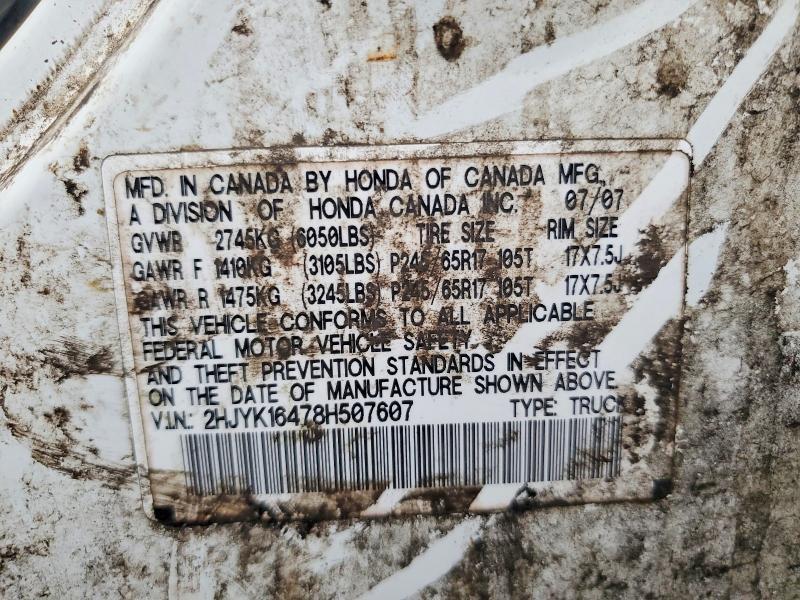 MFD. IN CANADA BY HONDA OF CANADA MFG.,
A DIVISION OF HONDA CANADA INC. 07/07
GVWR 2745KG (6050LBS) TIRE SIZE RIM SIZE
GAWR F 1410KG (3105LBS) P245/65R17 105T 17X7.5J
GAWR R 1475KG (3245LBS) P245/65R17 105T 17X7.5J
THIS VEHICLE CONFORMS TO ALL APPLICABLE
FEDERAL MOTOR VEHICLE SAFETY
AND THEFT PREVENTION STANDARDS IN EFFECT
ON THE DATE OF MANUFACTURE SHOWN ABOVE
V.I.N.: 2HJYK16478H507607 TYPE: TRUCK